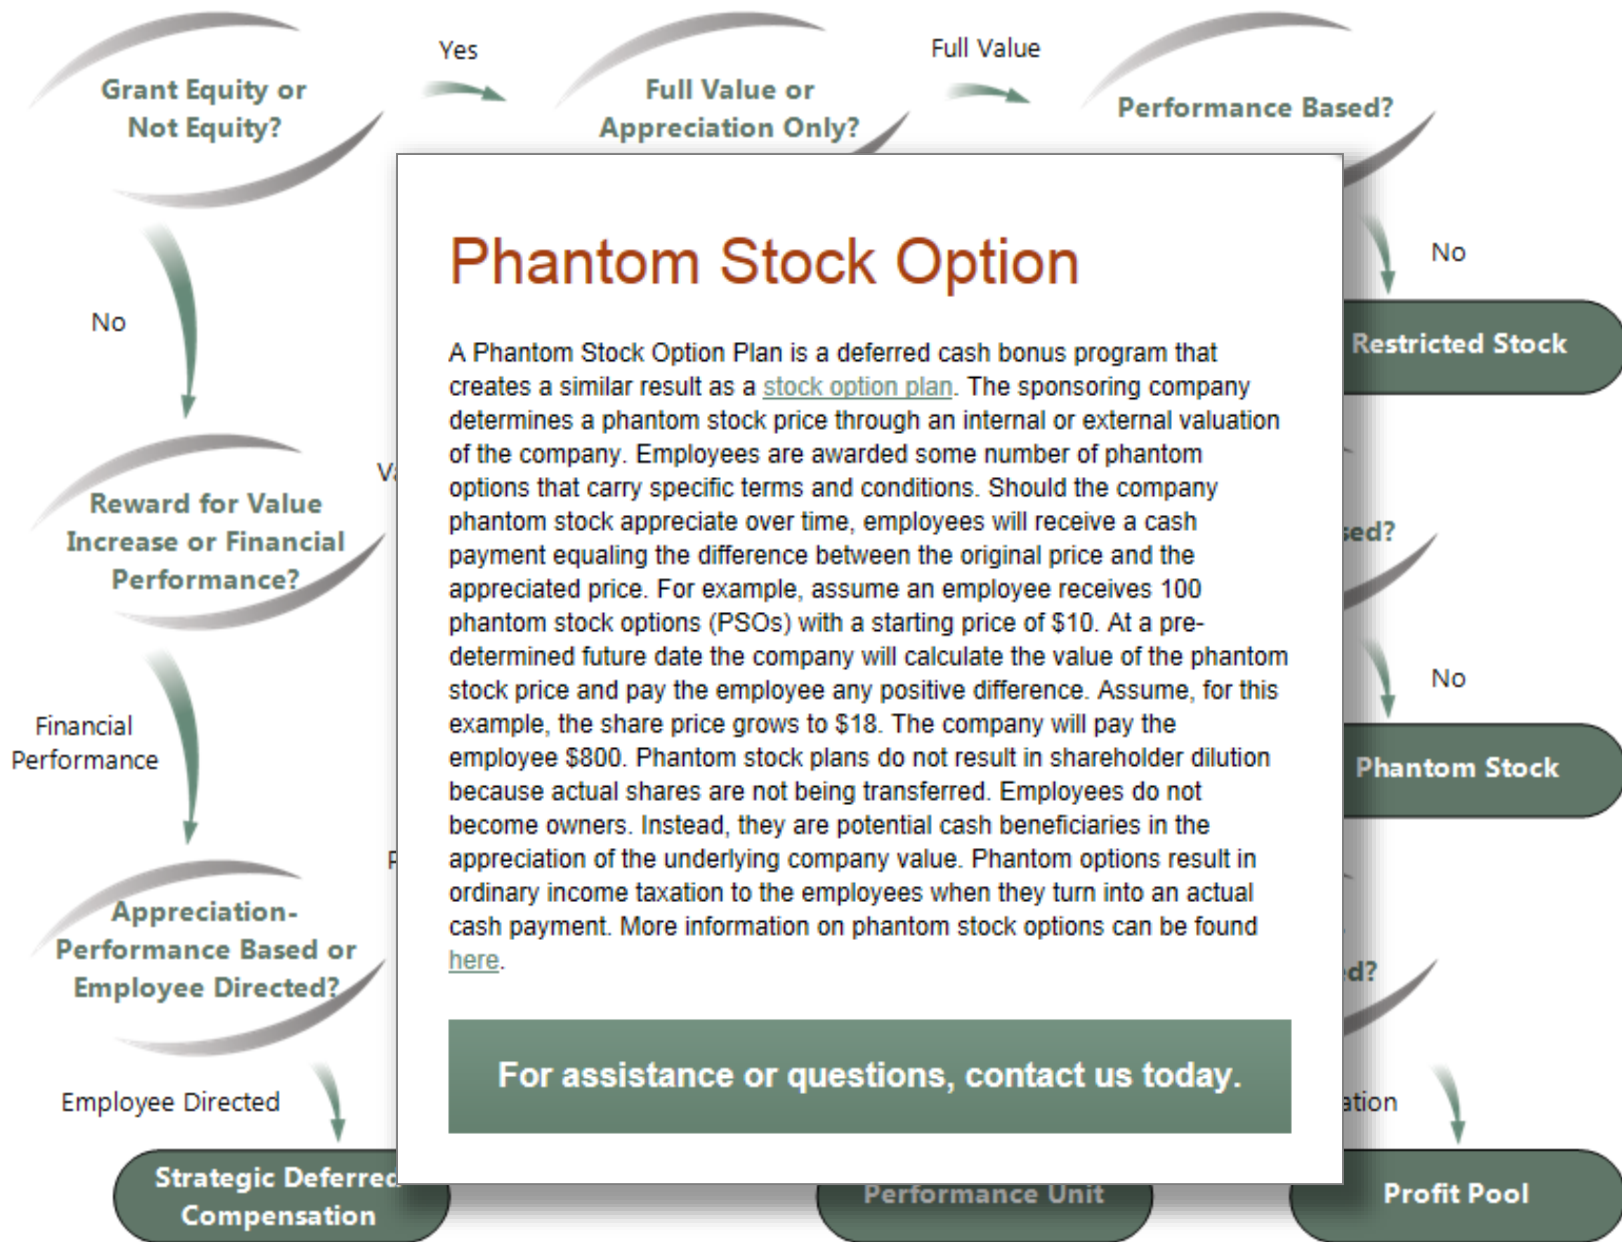 Yes
Full Value
Grant Equity or
Not Equity?
Full Value or
Appreciation Only?
Performance Based?
No
Restricted Stock
No
Reward for Value
Increase or Financial
Performance?
No
Phantom Stock
Financial
Performance
Appreciation-
Performance Based or
Employee Directed?
Employee Directed
Strategic Deferred
Compensation
Performance Unit
Profit Pool
Phantom Stock Option
A Phantom Stock Option Plan is a deferred cash bonus program that
creates a similar result as a stock option plan. The sponsoring company
determines a phantom stock price through an internal or external valuation
of the company. Employees are awarded some number of phantom
options that carry specific terms and conditions. Should the company
phantom stock appreciate over time, employees will receive a cash
payment equaling the difference between the original price and the
appreciated price. For example, assume an employee receives 100
phantom stock options (PSOs) with a starting price of $10. At a pre-
determined future date the company will calculate the value of the phantom
stock price and pay the employee any positive difference. Assume, for this
example, the share price grows to $18. The company will pay the
employee $800. Phantom stock plans do not result in shareholder dilution
because actual shares are not being transferred. Employees do not
become owners. Instead, they are potential cash beneficiaries in the
appreciation of the underlying company value. Phantom options result in
ordinary income taxation to the employees when they turn into an actual
cash payment. More information on phantom stock options can be found
here.
For assistance or questions, contact us today.